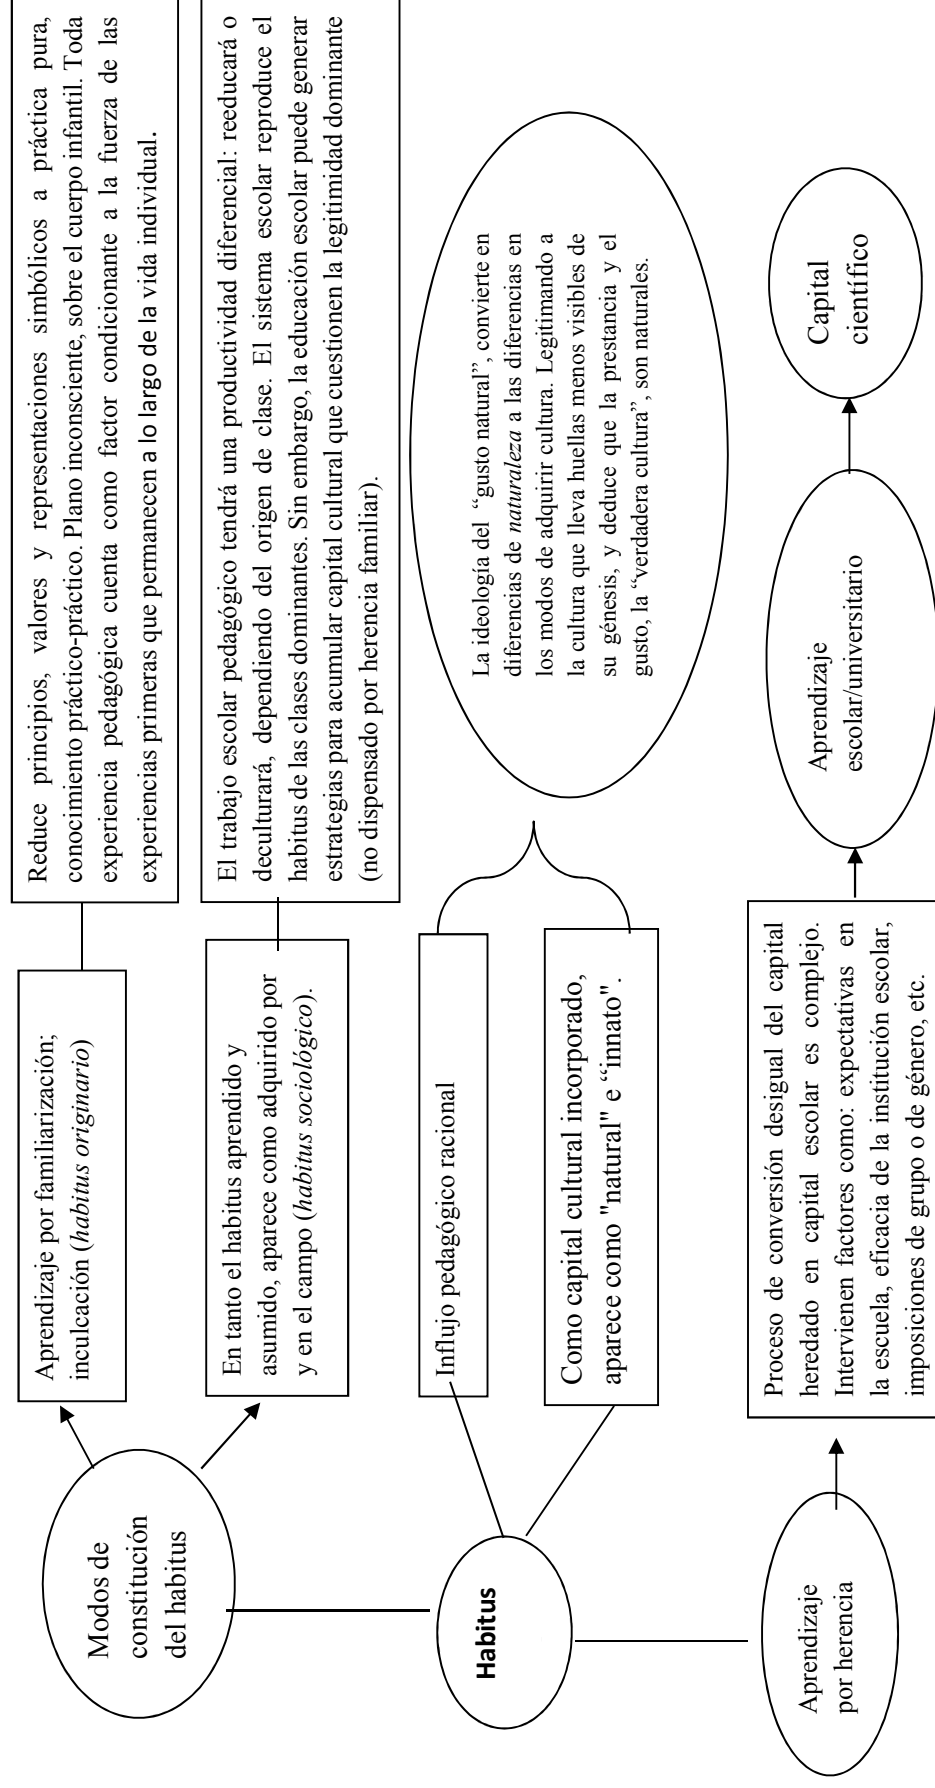 Modos de
constitución
del habitus
Aprendizaje por familiarización;
inculcación (habitus originario)
Reduce principios, valores y representaciones simbólicos a práctica pura,
conocimiento práctico-práctico. Plano inconsciente, sobre el cuerpo infantil. Toda
experiencia pedagógica cuenta como factor condicionante a la fuerza de las
experiencias primeras que permanecen a lo largo de la vida individual.
En tanto el habitus aprendido y
asumido, aparece como adquirido por
y en el campo (habitus sociológico).
El trabajo escolar pedagógico tendrá una productividad diferencial: reeducará o
deculturará, dependiendo del origen de clase. El sistema escolar reproduce el
habitus de las clases dominantes. Sin embargo, la educación escolar puede generar
estrategias para acumular capital cultural que cuestionen la legitimidad dominante
(no dispensado por herencia familiar).
Habitus
Influjo pedagógico racional
Como capital cultural incorporado,
aparece como "natural" e “innato".
La ideología del “gusto natural”, convierte en
diferencias de naturaleza a las diferencias en
los modos de adquirir cultura. Legitimando a
la cultura que lleva huellas menos visibles de
su génesis, y deduce que la prestancia y el
gusto, la “verdadera cultura”, son naturales.
Aprendizaje
por herencia
Proceso de conversión desigual del capital
heredado en capital escolar es complejo.
Intervienen factores como: expectativas en
la escuela, eficacia de la institución escolar,
imposiciones de grupo o de género, etc.
Aprendizaje
escolar/universitario
Capital
científico